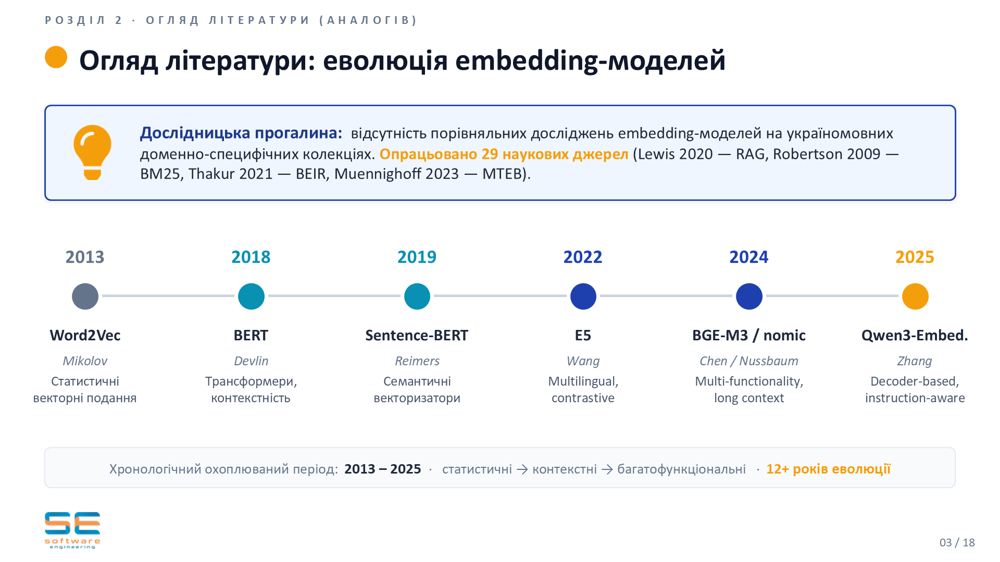 РОЗДІЛ 2 · ОГЛЯД ЛІТЕРАТУРИ (АНАЛОГІВ)
Огляд літератури: еволюція embedding-моделей
Дослідницька прогалина: відсутність порівняльних досліджень embedding-моделей на україномовних
доменно-специфічних колекціях. Опрацьовано 29 наукових джерел (Lewis 2020 — RAG, Robertson 2009 —
BM25, Thakur 2021 — BEIR, Muennighoff 2023 — MTEB).
2013
2018
2019
2022
2024
2025
Word2Vec
BERT
Sentence-BERT
E5
BGE-M3 / nomic
Qwen3-Embed.
Mikolov
Devlin
Reimers
Wang
Chen / Nussbaum
Zhang
Статистичні
векторні подання
Трансформери,
контекстність
Семантичні
векторизатори
Multilingual,
contrastive
Multi-functionality,
long context
Decoder-based,
instruction-aware
Хронологічний охоплюваний період: 2013 – 2025 · статистичні → контекстні → багатофункціональні · 12+ років еволюції
SE
software
engineering
03 / 18